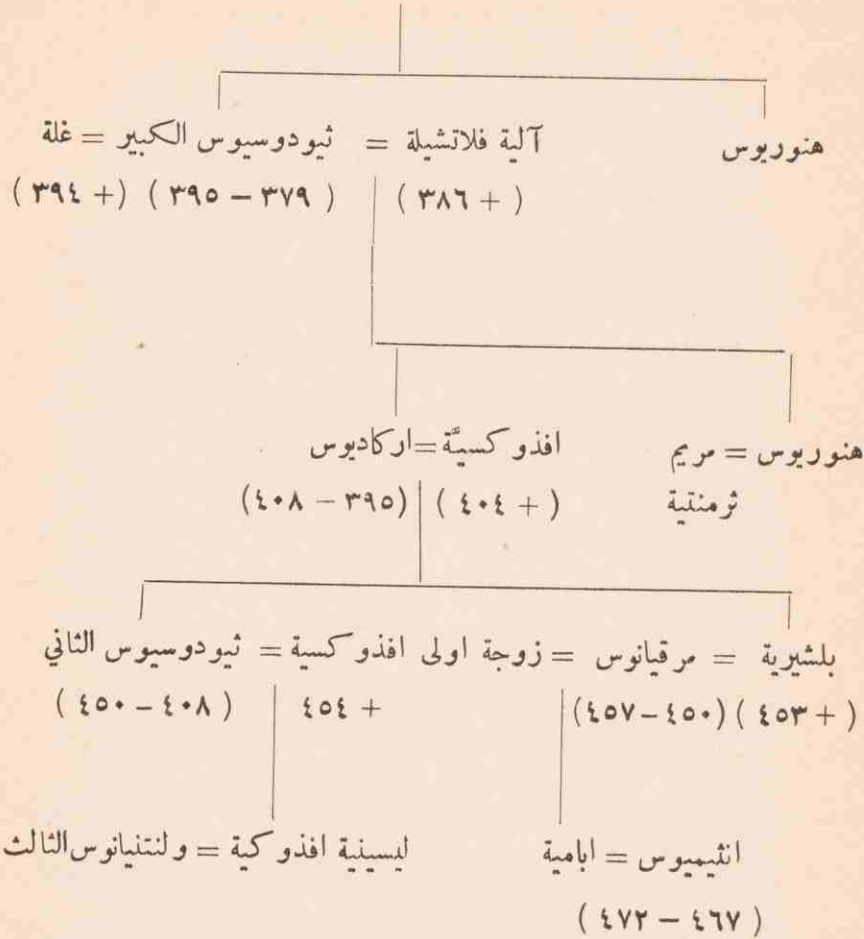 هنوريوس آلية فلاتشيلة = ثيودوسيوس الكبير = غلة
( + ٣٨٦ ) ( ٣٧٩ – ٣٩٥ ) ( + ٣٩٤ )
هنوريوس = مريم افذوكسيَّة = اركاديوس
ثرمنتية ( + ٤٠٤ ) ( ٣٩٥ – ٤٠٨ )
بلشيرية = مرقيانوس = زوجة اولى افذوكسية = ثيودوسيوس الثاني
( + ٤٥٣ ) ( ٤٥٠ – ٤٥٧ ) + ٤٥٤ ( ٤٠٨ – ٤٥٠ )
انثيميوس = ابامية ليسينية افذوكية = ولنتنيانوس الثالث
( ٤٦٧ – ٤٧٢ )